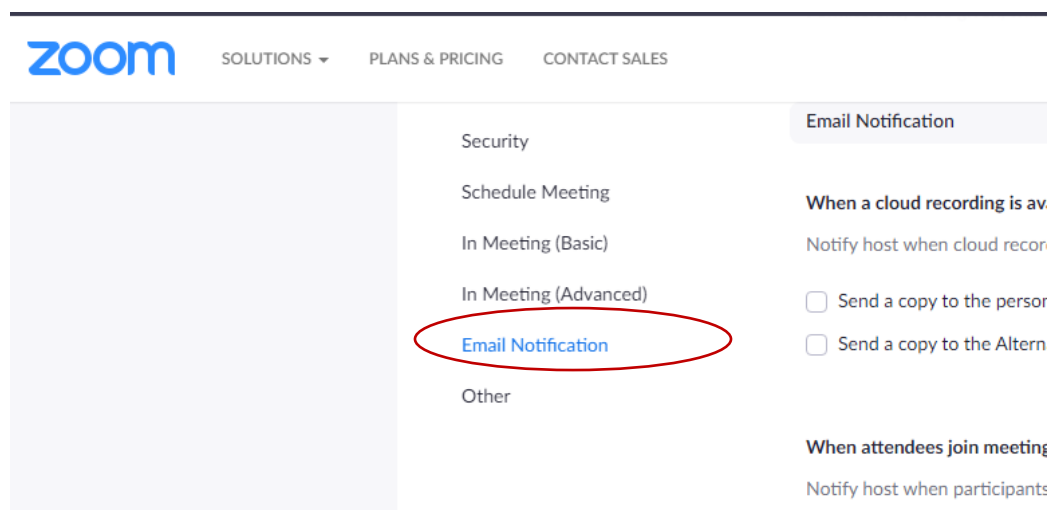 zoom SOLUTIONS PLANS & PRICING CONTACT SALES
Security
Schedule Meeting
In Meeting (Basic)
In Meeting (Advanced)
Email Notification
Other
Email Notification
When a cloud recording is av
Notify host when cloud recor
Send a copy to the person
Send a copy to the Altern
When attendees join meeting
Notify host when participants